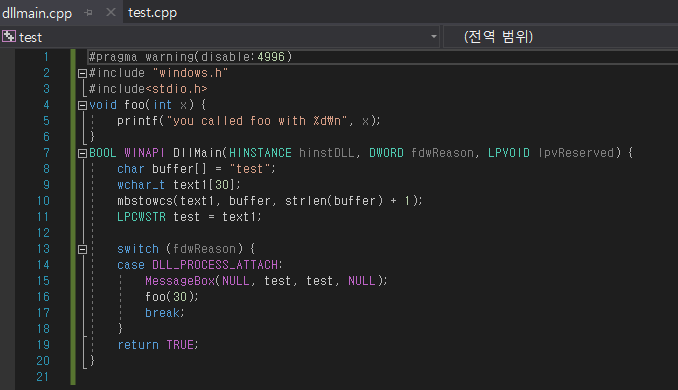 dllmain.cpp test.cpp
test (전역 범위)
1 #pragma warning(disable:4996)
2 #include "windows.h"
3 #include<stdio.h>
4 void foo(int x) {
5 printf("you called foo with %d₩n", x);
6 }
7 BOOL WINAPI DllMain(HINSTANCE hinstDLL, DWORD fdwReason, LPVOID lpvReserved) {
8 char buffer[] = "test";
9 wchar_t text1[30];
10 mbstowcs(text1, buffer, strlen(buffer) + 1);
11 LPCWSTR test = text1;
12
13 switch (fdwReason) {
14 case DLL_PROCESS_ATTACH:
15 MessageBox(NULL, test, test, NULL);
16 foo(30);
17 break;
18 }
19 return TRUE;
20 }
21